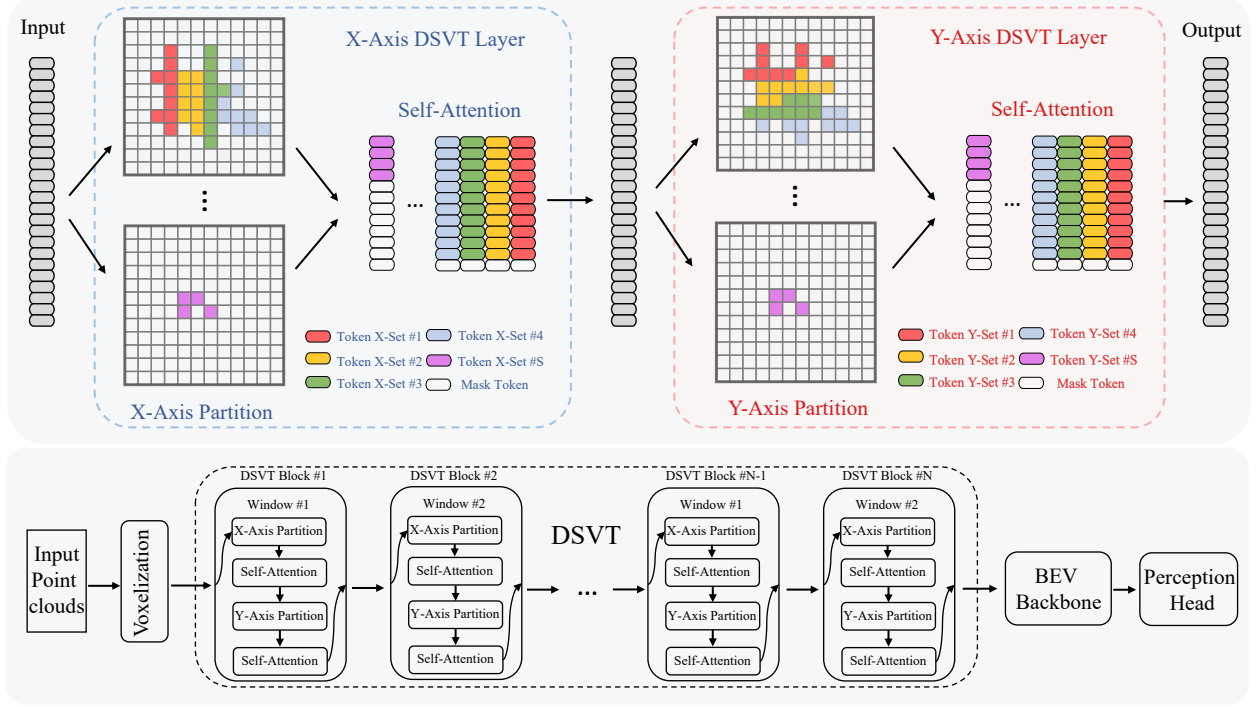 Input
X-Axis DSVT Layer
Self-Attention
...
...
Token X-Set #1
Token X-Set #4
Token X-Set #2
Token X-Set #S
Token X-Set #3
Mask Token
X-Axis Partition
Y-Axis DSVT Layer
Output
Self-Attention
...
...
Token Y-Set #1
Token Y-Set #4
Token Y-Set #2
Token Y-Set #S
Token Y-Set #3
Mask Token
Y-Axis Partition
Input
Point
clouds
Voxelization
DSVT Block #1
Window #1
X-Axis Partition
Self-Attention
Y-Axis Partition
Self-Attention
DSVT Block #2
Window #2
X-Axis Partition
Self-Attention
Y-Axis Partition
Self-Attention
DSVT
...
DSVT Block #N-1
Window #1
X-Axis Partition
Self-Attention
Y-Axis Partition
Self-Attention
DSVT Block #N
Window #2
X-Axis Partition
Self-Attention
Y-Axis Partition
Self-Attention
BEV
Backbone
Perception
Head